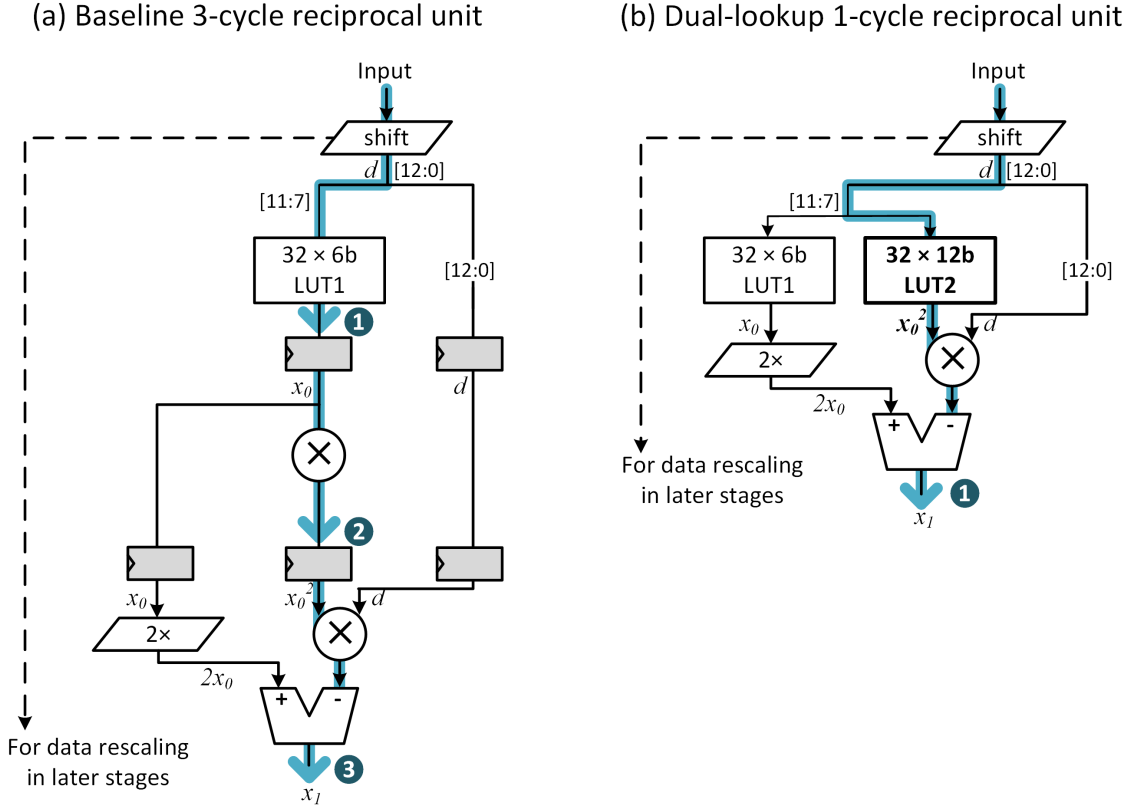 (a) Baseline 3-cycle reciprocal unit
Input
shift
d
[12:0]
[11:7]
32 × 6b
LUT1
[12:0]
1
x₀
d
2
x₀
x₀²
d
2×
2x₀
+
-
For data rescaling
in later stages
3
x₁
(b) Dual-lookup 1-cycle reciprocal unit
Input
shift
d
[12:0]
[11:7]
32 × 6b
LUT1
32 × 12b
LUT2
[12:0]
x₀
x₀²
d
2×
2x₀
+
-
For data rescaling
in later stages
1
x₁